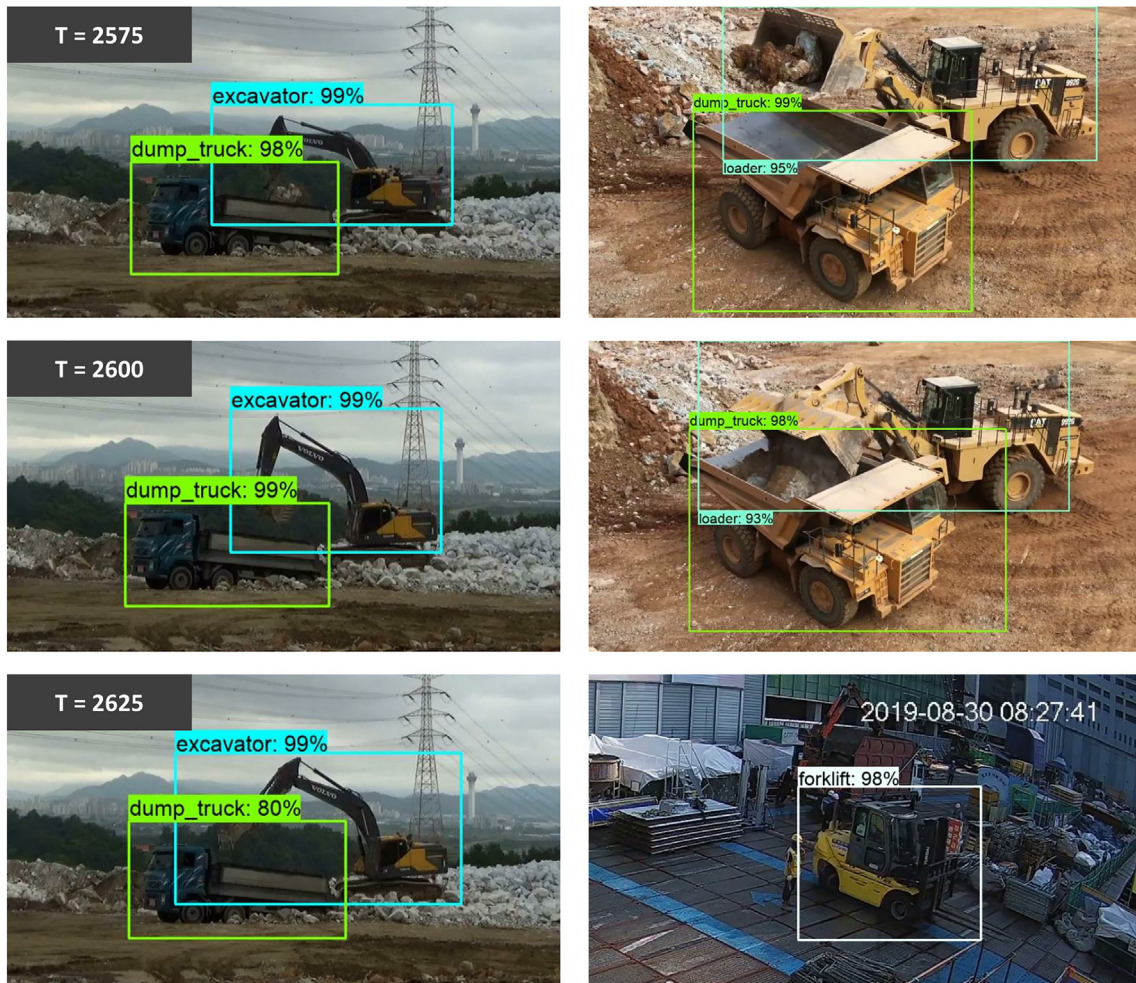 T = 2575
excavator: 99%
dump_truck: 98%
VOLVO
dump_truck: 99%
loader: 95%
CAT
992G
T = 2600
excavator: 99%
dump_truck: 99%
VOLVO
dump_truck: 98%
loader: 93%
CAT
T = 2625
excavator: 99%
dump_truck: 80%
VOLVO
2019-08-30 08:27:41
forklift: 98%